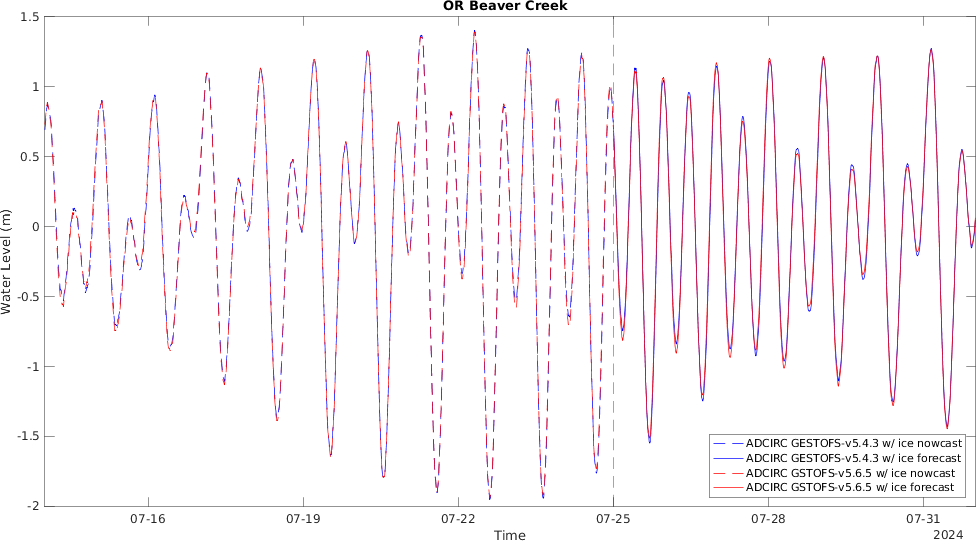 OR Beaver Creek
1.5
1
0.5
0
-0.5
-1
-1.5
-2
Water Level (m)
ADCIRC GESTOFS-v5.4.3 w/ ice nowcast
ADCIRC GESTOFS-v5.4.3 w/ ice forecast
ADCIRC GSTOFS-v5.6.5 w/ ice nowcast
ADCIRC GSTOFS-v5.6.5 w/ ice forecast
07-16 07-19 07-22 07-25 07-28 07-31
Time
2024